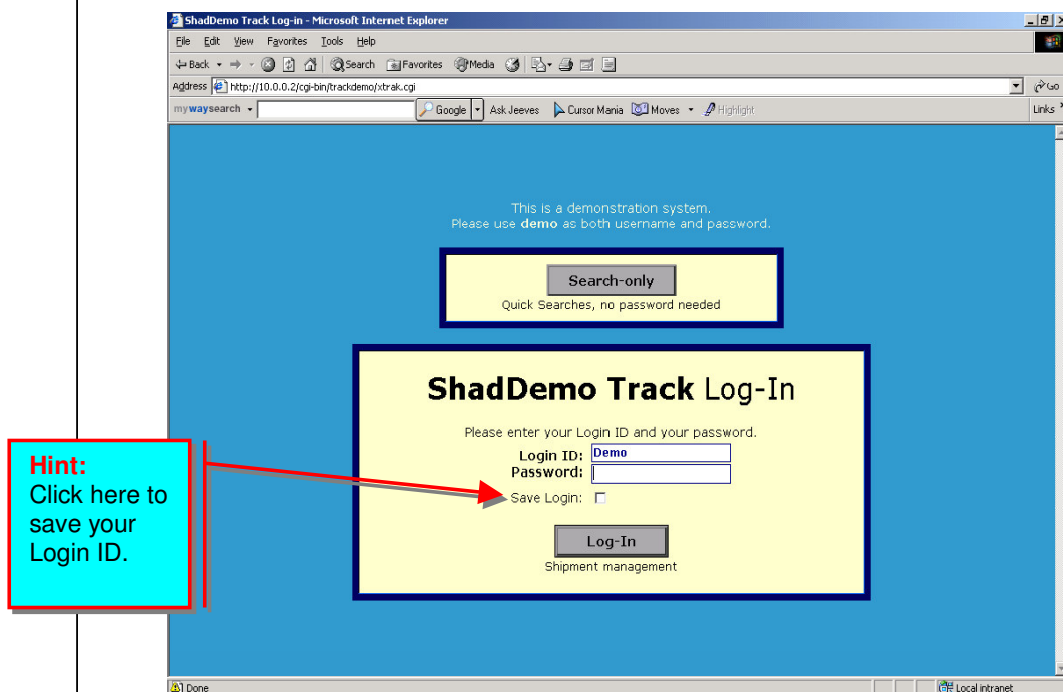 ShadDemo Track Log-in - Microsoft Internet Explorer
File Edit View Favorites Tools Help
Back Search Favorites Media
Address http://10.0.0.2/cgi-bin/trackdemo/xtrak.cgi Go
mywaysearch Google Ask Jeeves Cursor Mania Moves Highlight Links
This is a demonstration system.
Please use demo as both username and password.
Search-only
Quick Searches, no password needed
ShadDemo Track Log-In
Please enter your Login ID and your password.
Login ID: Demo
Password:
Save Login:
Log-In
Shipment management
Hint:
Click here to
save your
Login ID.
Done Local intranet